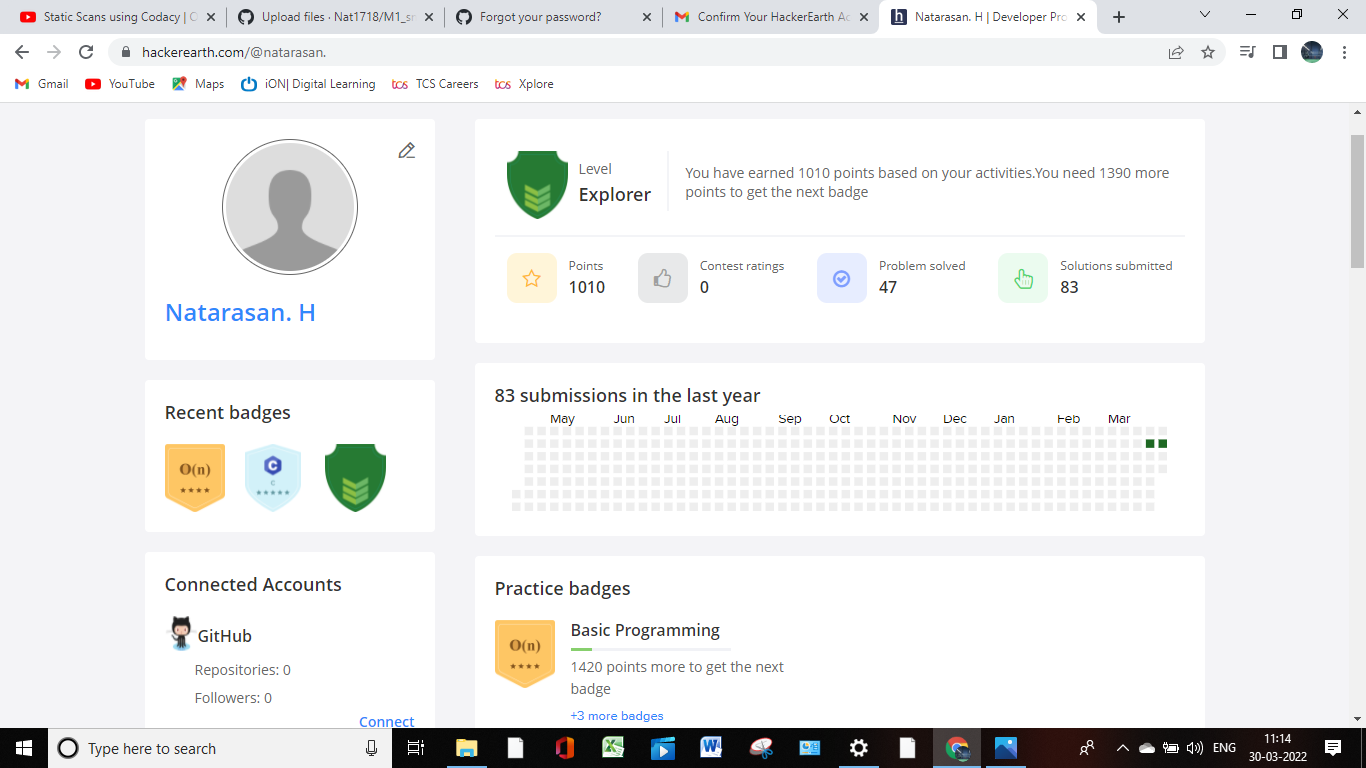 Static Scans using Codacy | O
Upload files · Nat1718/M1_sm
Forgot your password?
Confirm Your HackerEarth Ac
Natarasan. H | Developer Pro
hackerearth.com/@natarasan.
Gmail
YouTube
Maps
iON| Digital Learning
tcs TCS Careers
tcs Xplore
Natarasan. H
Level
Explorer
You have earned 1010 points based on your activities.You need 1390 more
points to get the next badge
Points
1010
Contest ratings
0
Problem solved
47
Solutions submitted
83
Recent badges
O(n)
C
C
83 submissions in the last year
May Jun Jul Aug Sep Oct Nov Dec Jan Feb Mar
Connected Accounts
GitHub
Repositories: 0
Followers: 0
Connect
Practice badges
O(n)
Basic Programming
1420 points more to get the next
badge
+3 more badges
Type here to search
ENG
11:14
30-03-2022